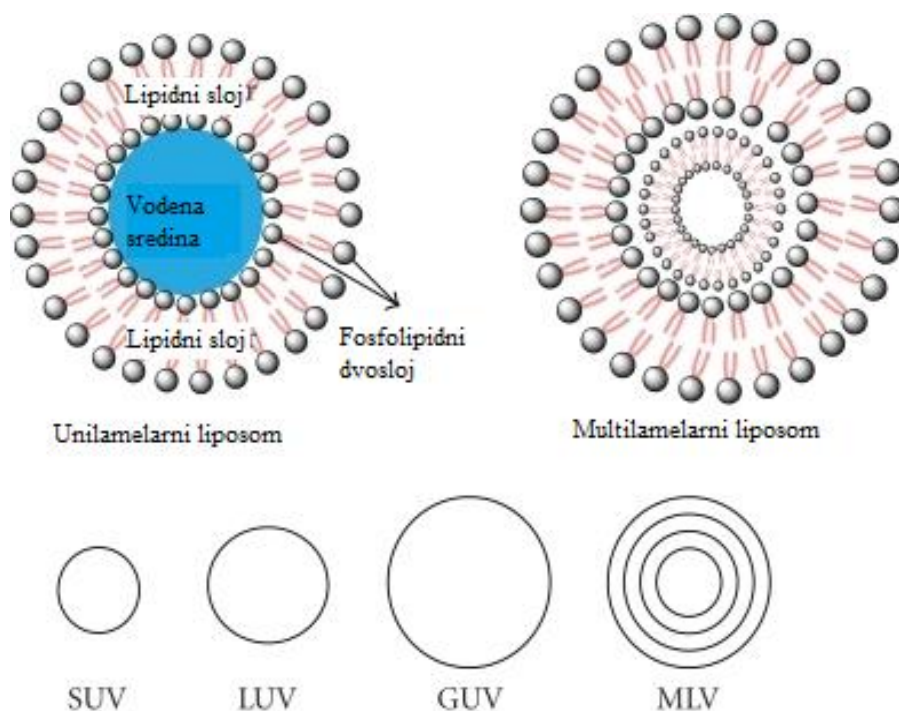 Lipidni sloj
Vodena
sredina
Lipidni sloj
Fosfolipidni
dvosloj
Unilamelarni liposom
Multilamelarni liposom
SUV
LUV
GUV
MLV